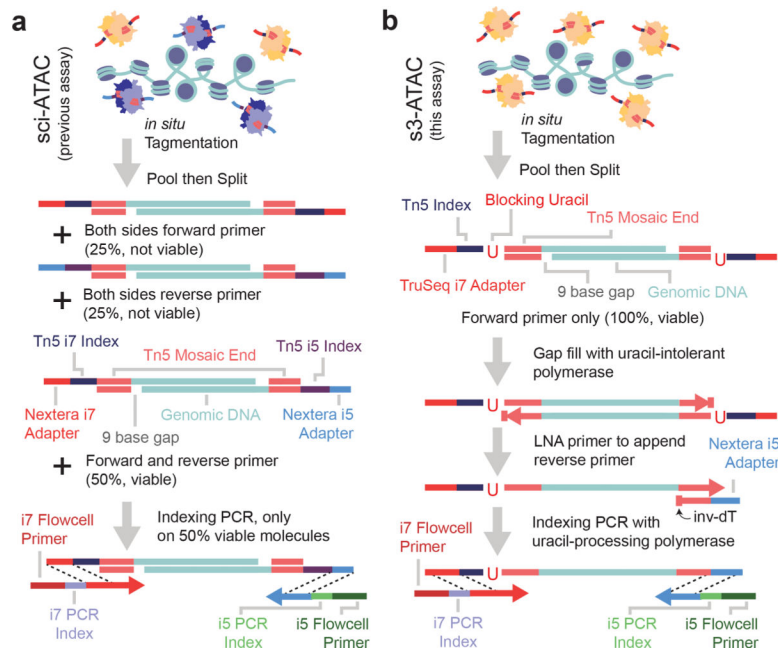 a
sci-ATAC
(previous assay)
in situ
Tagmentation
Pool then Split
+
Both sides forward primer
(25%, not viable)
+
Both sides reverse primer
(25%, not viable)
Tn5 i7 Index
Tn5 Mosaic End
Tn5 i5 Index
Nextera i7
Adapter
9 base gap
Genomic DNA
Nextera i5
Adapter
+
Forward and reverse primer
(50%, viable)
Indexing PCR, only
on 50% viable molecules
i7 Flowcell
Primer
i7 PCR
Index
i5 PCR
Index
i5 Flowcell
Primer
b
s3-ATAC
(this assay)
in situ
Tagmentation
Pool then Split
Tn5 Index
Blocking Uracil
Tn5 Mosaic End
U
U
TruSeq i7 Adapter
9 base gap
Genomic DNA
Forward primer only (100%, viable)
Gap fill with uracil-intolerant
polymerase
U
U
LNA primer to append
reverse primer
Nextera i5
Adapter
U
inv-dT
i7 Flowcell
Primer
Indexing PCR with
uracil-processing polymerase
U
i7 PCR
Index
i5 PCR
Index
i5 Flowcell
Primer